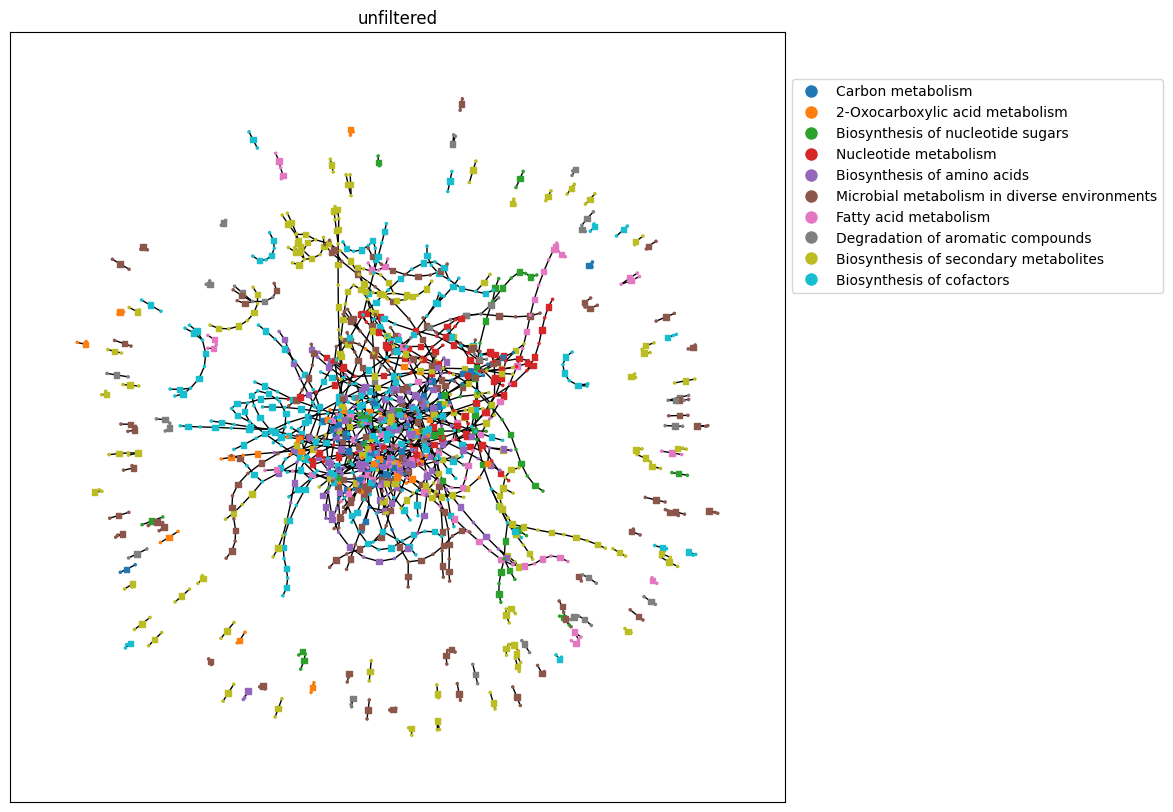 unfiltered
Carbon metabolism
2-Oxocarboxylic acid metabolism
Biosynthesis of nucleotide sugars
Nucleotide metabolism
Biosynthesis of amino acids
Microbial metabolism in diverse environments
Fatty acid metabolism
Degradation of aromatic compounds
Biosynthesis of secondary metabolites
Biosynthesis of cofactors